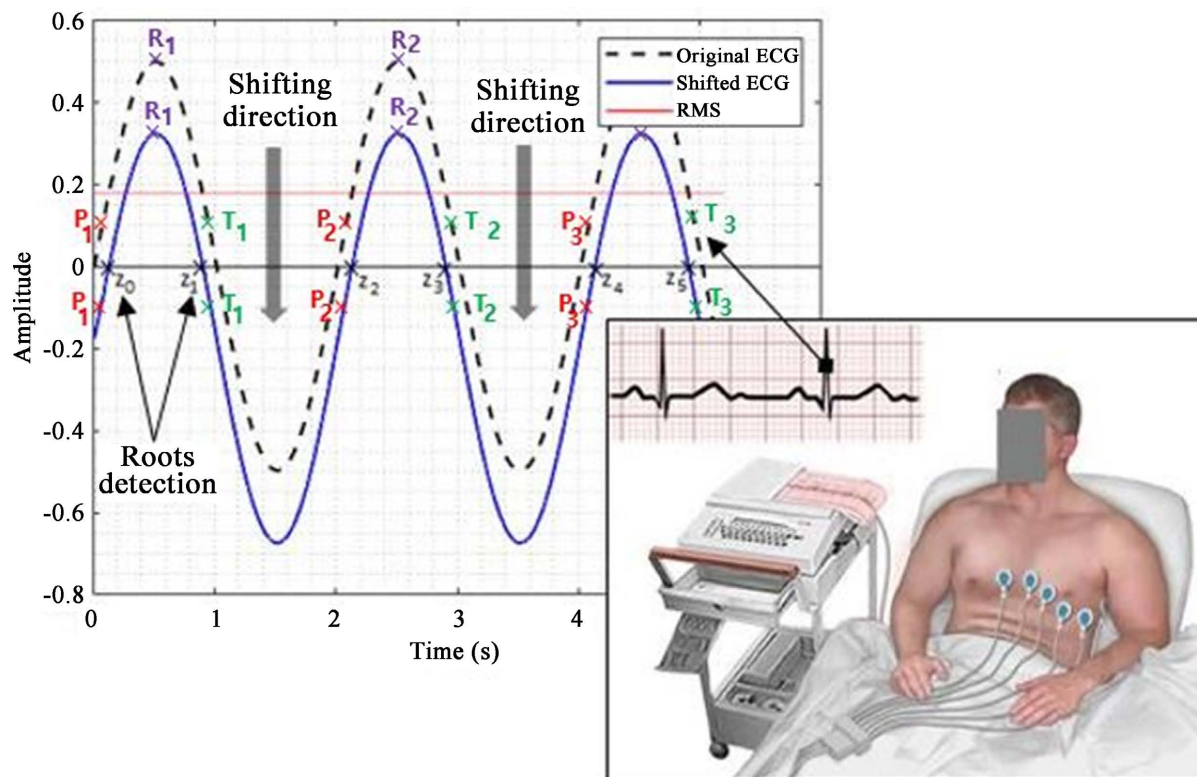 0.6
0.4
0.2
0
-0.2
-0.4
-0.6
-0.8
Amplitude
0
1
2
3
4
Time (s)
Original ECG
Shifted ECG
RMS
R1
R2
R1
R2
Shifting
direction
Shifting
direction
P1
T1
P2
T2
P3
T3
z0
z1
z2
z3
z4
z5
P1
T1
P2
T2
P3
T3
Roots
detection